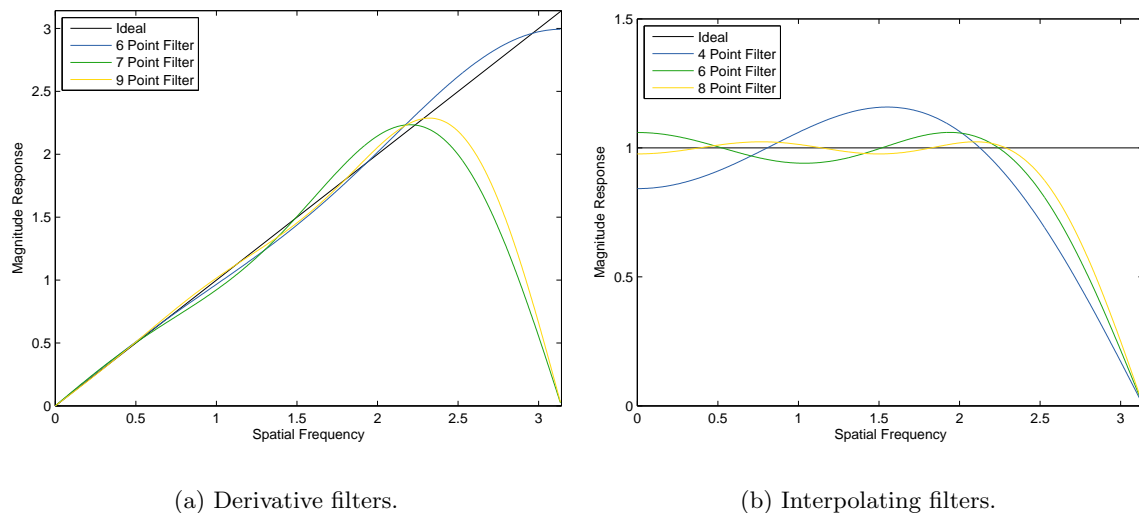 Ideal
6 Point Filter
7 Point Filter
9 Point Filter
3
2.5
2
1.5
1
0.5
0
0 0.5 1 1.5 2 2.5 3
Magnitude Response
Spatial Frequency
(a) Derivative filters.
Ideal
4 Point Filter
6 Point Filter
8 Point Filter
1.5
1
0.5
0
0 0.5 1 1.5 2 2.5 3
Magnitude Response
Spatial Frequency
(b) Interpolating filters.